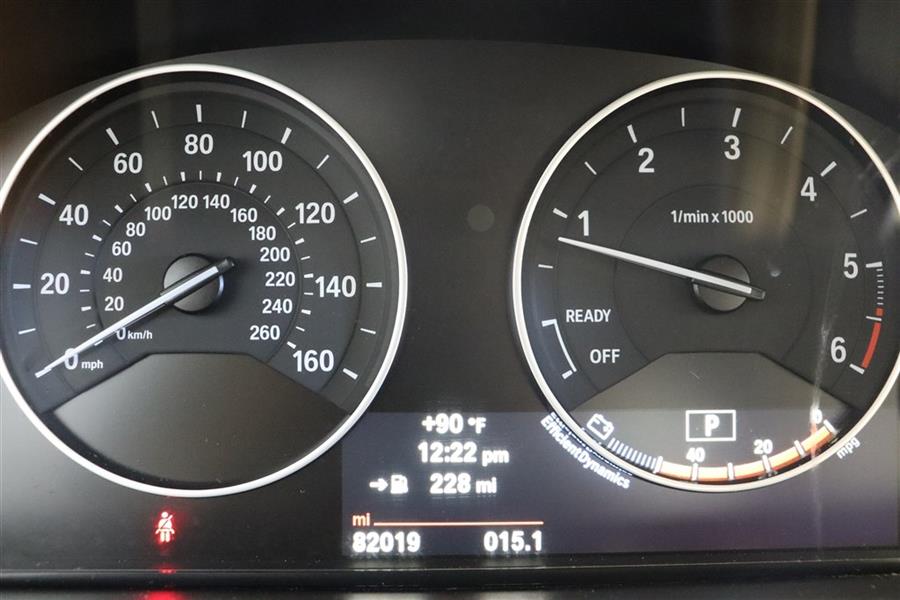 0 mph
20
40
60
80
100
120
140
160
0 km/h
20
40
60
80
100
120
140
160
180
200
220
240
260
1
2
3
4
5
6
1/min x 1000
READY
OFF
+90 °F
12:22 pm
228 mi
mi
82019 015.1
P
40 20 0 mpg
EfficientDynamics